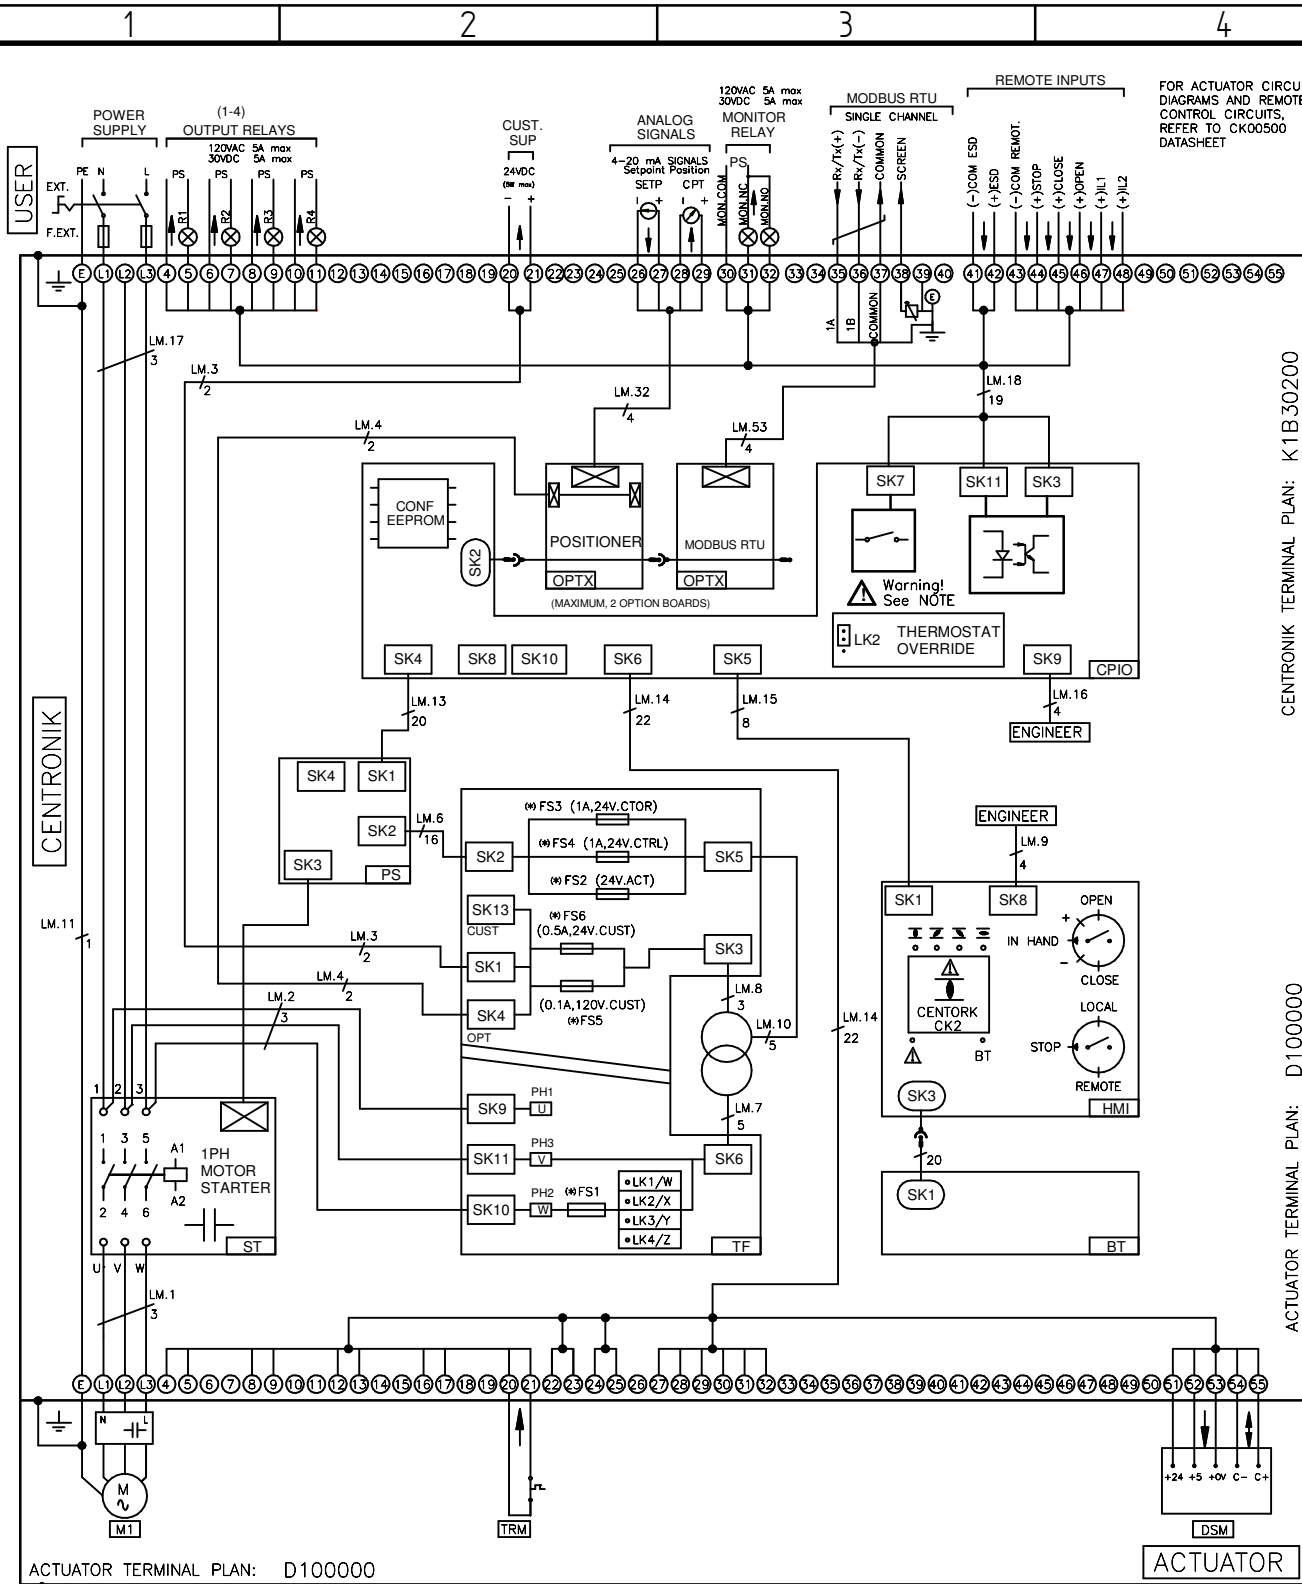 1 2 3 4
POWER
SUPPLY
(1-4)
OUTPUT RELAYS
120VAC 5A max
30VDC 5A max
CUST.
SUP
24VDC
(5W max)
- +
ANALOG
SIGNALS
4-20 mA SIGNALS
Setpoint Position
SETP CPT
- + - +
120VAC 5A max
30VDC 5A max
MONITOR
RELAY
PS
MON.COM
MON.NC
MON.NO
MODBUS RTU
SINGLE CHANNEL
Rx/Tx(+)
Rx/Tx(-)
COMMON
SCREEN
REMOTE INPUTS
(-)COM ESD
(+)ESD
(-)COM REMOT.
(+)STOP
(+)CLOSE
(+)OPEN
(+)IL1
(+)IL2
FOR ACTUATOR CIRCU
DIAGRAMS AND REMOTE
CONTROL CIRCUITS,
REFER TO CK00500
DATASHEET
USER
PE N L
EXT.
F.EXT.
PS PS PS PS
R1 R2 R3 R4
E L1 L2 L3 4 5 6 7 8 9 10 11 12 13 14 15 16 17 18 19 20 21 22 23 24 25 26 27 28 29 30 31 32 33 34 35 36 37 38 39 40 41 42 43 44 45 46 47 48 49 50 51 52 53 54 55
1A
1B
COMMON
E
LM.17
3
LM.3
2
LM.32
4
LM.4
2
LM.53
4
LM.18
19
CONF
EEPROM
SK2
POSITIONER
OPTX
MODBUS RTU
OPTX
(MAXIMUM, 2 OPTION BOARDS)
SK7
SK11
SK3
Warning!
See NOTE
LK2
THERMOSTAT
OVERRIDE
SK4
SK8
SK10
SK6
SK5
SK9
CPIO
LM.13
20
LM.14
22
LM.15
8
LM.16
4
ENGINEER
CENTRONIK
CENTRONIK TERMINAL PLAN: K1B30200
SK4
SK1
SK2
SK3
PS
LM.6
16
(*) FS3 (1A,24V.CTOR)
(*) FS4 (1A,24V.CTRL)
(*) FS2 (24V.ACT)
SK2
SK5
SK13
CUST
(*) FS6
(0.5A,24V.CUST)
SK1
SK3
SK4
OPT
(0.1A,120V.CUST)
(*) FS5
LM.11
1
LM.3
2
LM.4
2
LM.2
3
LM.8
3
LM.10
5
LM.7
5
LM.14
22
SK9
PH1
U
SK11
PH3
V
SK10
PH2
W
(*) FS1
SK6
LK1/W
LK2/X
LK3/Y
LK4/Z
TF
ENGINEER
LM.9
4
SK1
SK8
OPEN
+
IN HAND
-
CLOSE
CENTORK
CK2
BT
LOCAL
STOP
REMOTE
SK3
HMI
20
SK1
BT
1 2 3
1 3 5
A1
A2
2 4 6
1PH
MOTOR
STARTER
ST
U V W
LM.1
3
ACTUATOR TERMINAL PLAN: D100000
E L1 L2 L3 4 5 6 7 8 9 10 11 12 13 14 15 16 17 18 19 20 21 22 23 24 25 26 27 28 29 30 31 32 33 34 35 36 37 38 39 40 41 42 43 44 45 46 47 48 49 50 51 52 53 54 55
N L
M
M1
TRM
+24 +5 +0V C- C+
DSM
ACTUATOR
ACTUATOR TERMINAL PLAN: D100000